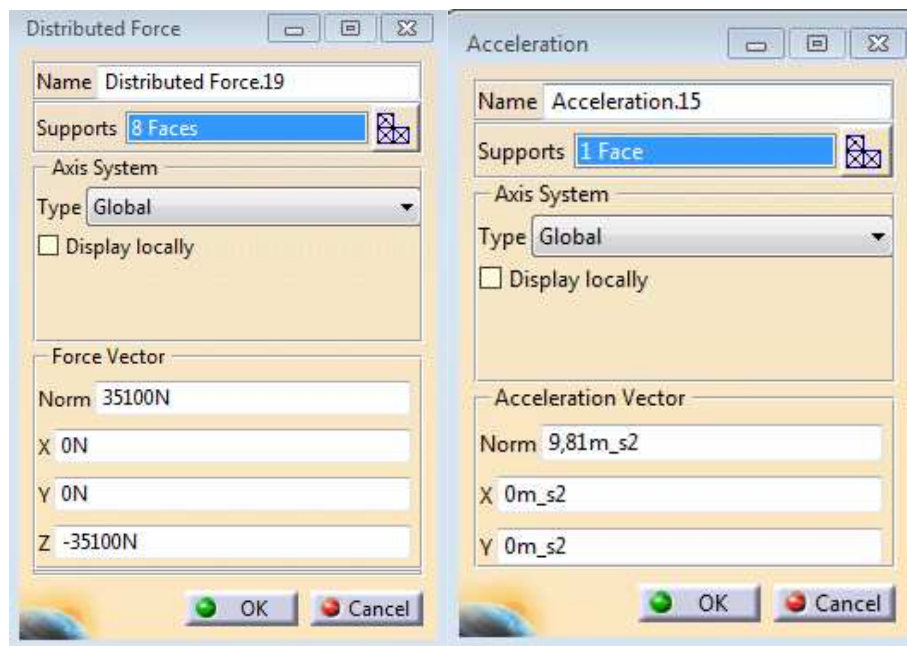 Distributed Force
Name Distributed Force.19
Supports 8 Faces
Axis System
Type Global
Display locally
Force Vector
Norm 35100N
X 0N
Y 0N
Z -35100N
OK Cancel
Acceleration
Name Acceleration.15
Supports 1 Face
Axis System
Type Global
Display locally
Acceleration Vector
Norm 9,81m_s2
X 0m_s2
Y 0m_s2
OK Cancel